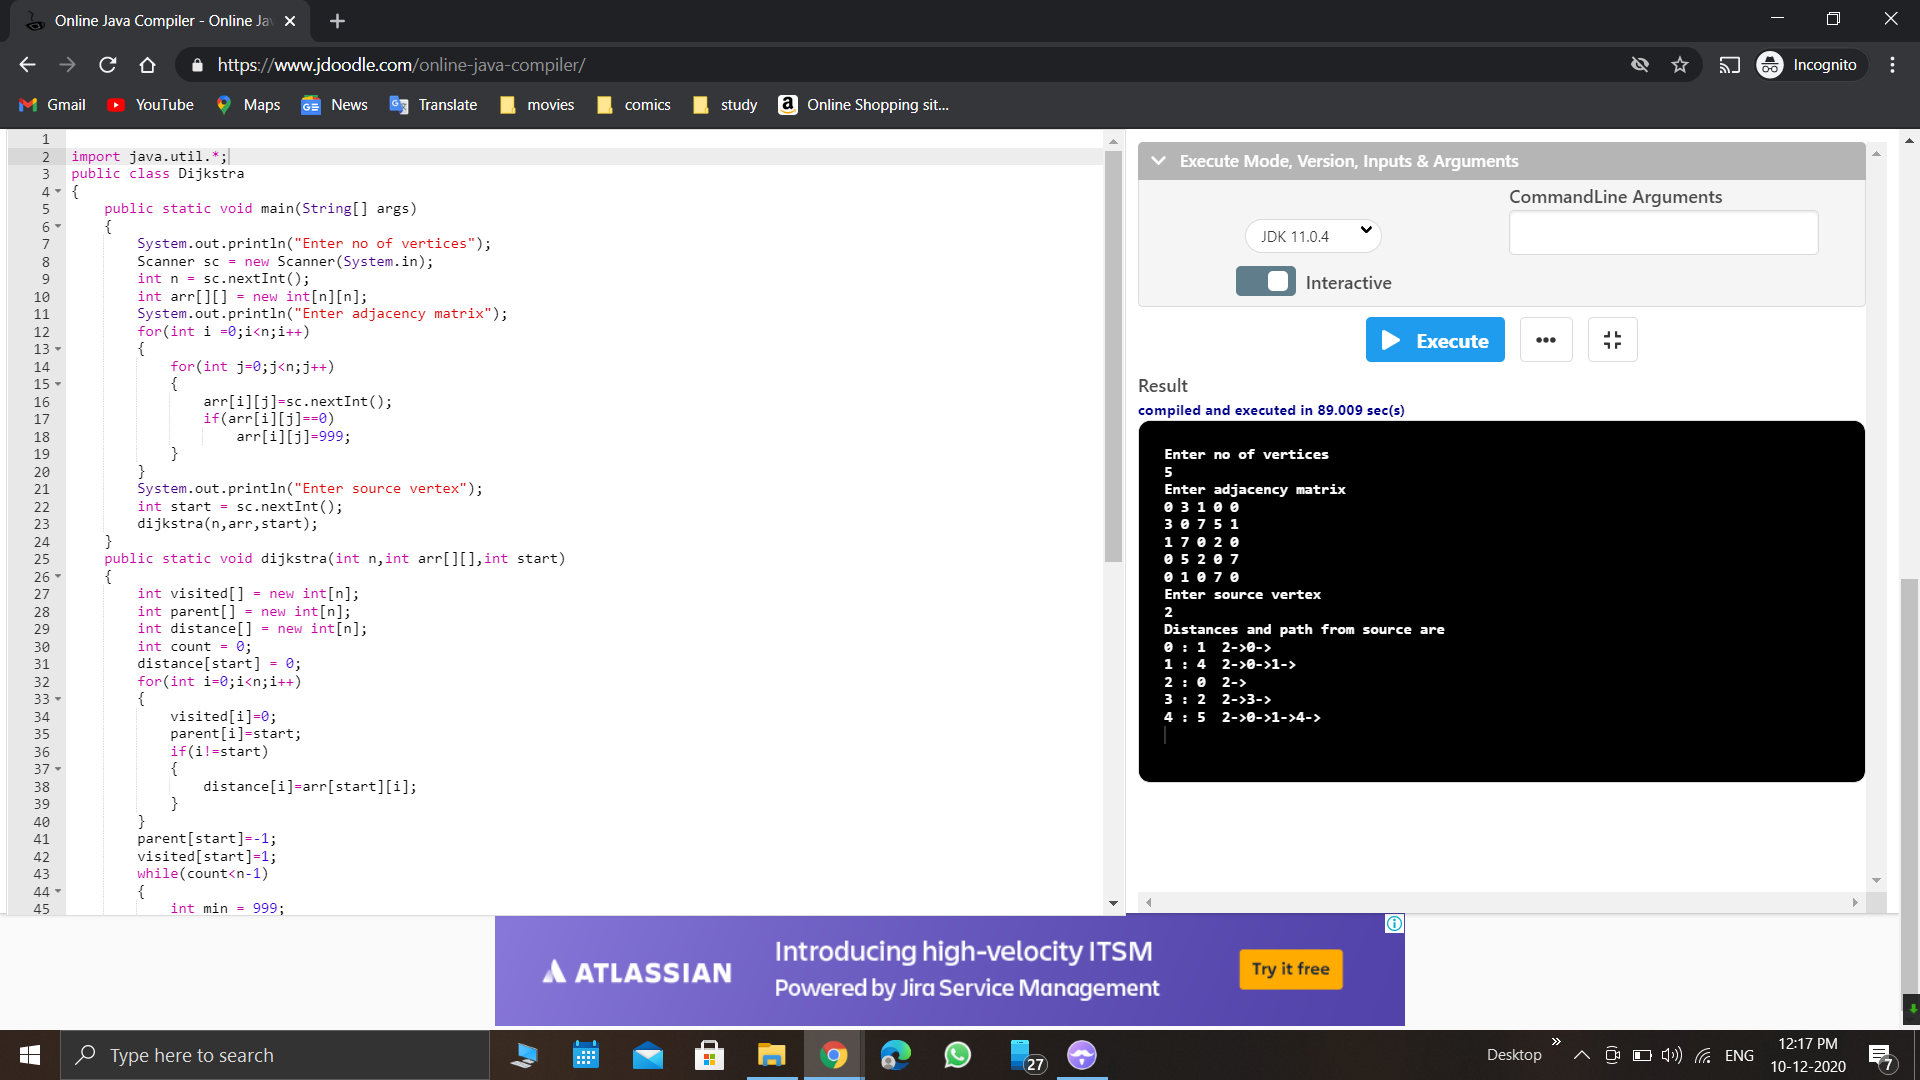 Online Java Compiler - Online Ja
https://www.jdoodle.com/online-java-compiler/
Incognito
Gmail
YouTube
Maps
News
Translate
movies
comics
study
Online Shopping sit...
1
2 import java.util.*;
3 public class Dijkstra
4 {
5 public static void main(String[] args)
6 {
7 System.out.println("Enter no of vertices");
8 Scanner sc = new Scanner(System.in);
9 int n = sc.nextInt();
10 int arr[][] = new int[n][n];
11 System.out.println("Enter adjacency matrix");
12 for(int i =0;i<n;i++)
13 {
14 for(int j=0;j<n;j++)
15 {
16 arr[i][j]=sc.nextInt();
17 if(arr[i][j]==0)
18 arr[i][j]=999;
19 }
20 }
21 System.out.println("Enter source vertex");
22 int start = sc.nextInt();
23 dijkstra(n,arr,start);
24 }
25 public static void dijkstra(int n,int arr[][],int start)
26 {
27 int visited[] = new int[n];
28 int parent[] = new int[n];
29 int distance[] = new int[n];
30 int count = 0;
31 distance[start] = 0;
32 for(int i=0;i<n;i++)
33 {
34 visited[i]=0;
35 parent[i]=start;
36 if(i!=start)
37 {
38 distance[i]=arr[start][i];
39 }
40 }
41 parent[start]=-1;
42 visited[start]=1;
43 while(count<n-1)
44 {
45 int min = 999;
Execute Mode, Version, Inputs & Arguments
CommandLine Arguments
JDK 11.0.4
Interactive
Execute
Result
compiled and executed in 89.009 sec(s)
Enter no of vertices
5
Enter adjacency matrix
0 3 1 0 0
3 0 7 5 1
1 7 0 2 0
0 5 2 0 7
0 1 0 7 0
Enter source vertex
2
Distances and path from source are
0 : 1 2->0->
1 : 4 2->0->1->
2 : 0 2->
3 : 2 2->3->
4 : 5 2->0->1->4->
ATLASSIAN
Introducing high-velocity ITSM
Powered by Jira Service Management
Try it free
Type here to search
27
Desktop
ENG
12:17 PM
10-12-2020
7